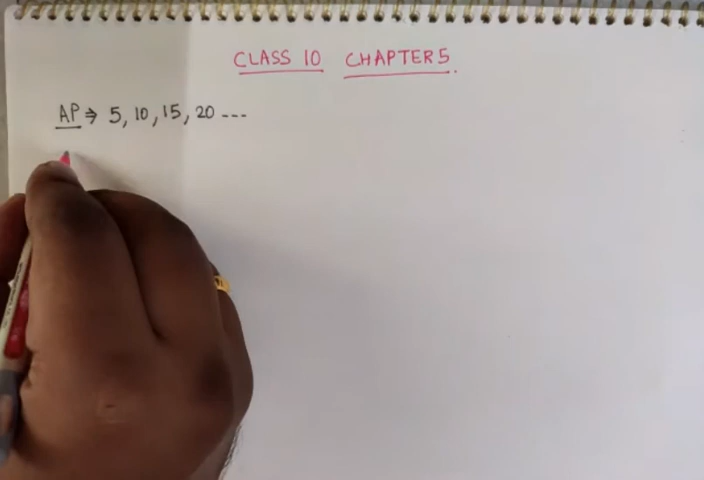 CLASS 10 CHAPTER 5.
AP ⇒ 5, 10, 15, 20 ---